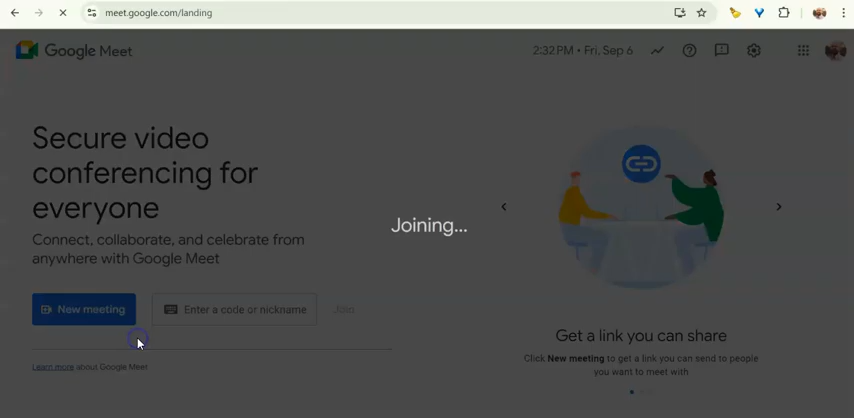 meet.google.com/landing
Google Meet
2:32 PM • Fri, Sep 6
Secure video
conferencing for
everyone
Connect, collaborate, and celebrate from
anywhere with Google Meet
Joining...
New meeting
Enter a code or nickname
Join
Learn more about Google Meet
Get a link you can share
Click New meeting to get a link you can send to people
you want to meet with